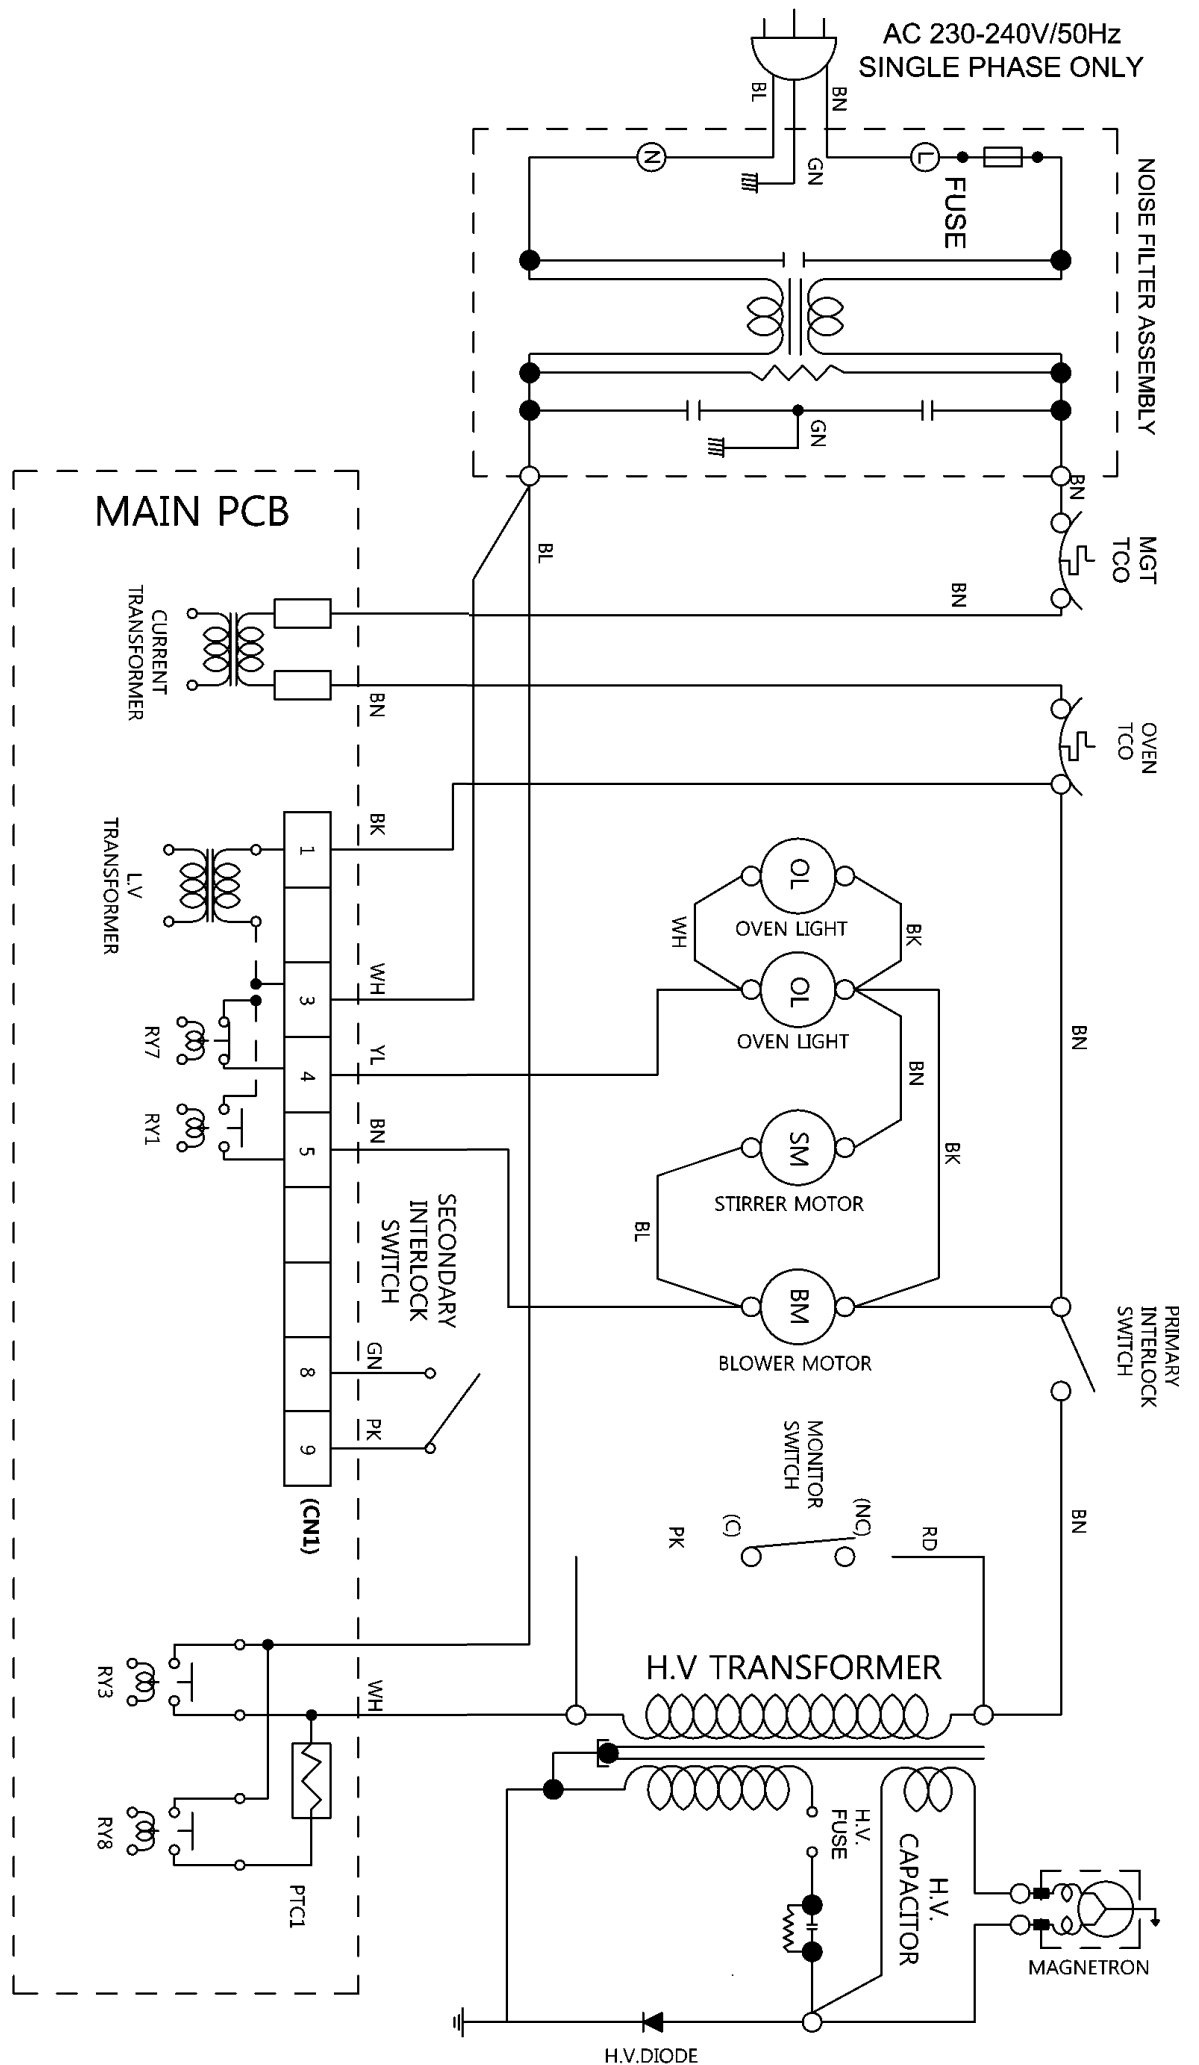 AC 230-240V/50Hz
SINGLE PHASE ONLY
BL
BN
GN
N
L
FUSE
NOISE FILTER ASSEMBLY
GN
BN
MAIN PCB
BL
MGT
TCO
BN
CURRENT
TRANSFORMER
BN
OVEN
TCO
BK
L.V
TRANSFORMER
1
OL
OVEN LIGHT
WH
BK
WH
3
OL
OVEN LIGHT
BN
RY7
YL
4
BN
RY1
BN
5
SM
STIRRER MOTOR
BK
BL
SECONDARY
INTERLOCK
SWITCH
BM
BLOWER MOTOR
PRIMARY
INTERLOCK
SWITCH
GN
8
PK
9
(CN1)
MONITOR
SWITCH
(NC)
(C)
PK
RD
BN
H.V TRANSFORMER
RY3
WH
RY8
PTC1
H.V.
FUSE
H.V.
CAPACITOR
MAGNETRON
H.V.DIODE